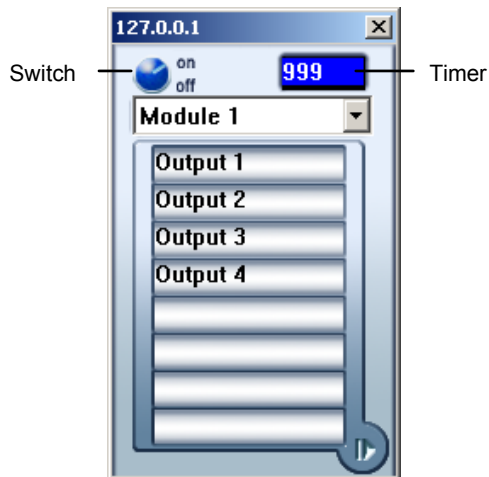 127.0.0.1
Switch
on
off
999
Timer
Module 1
Output 1
Output 2
Output 3
Output 4